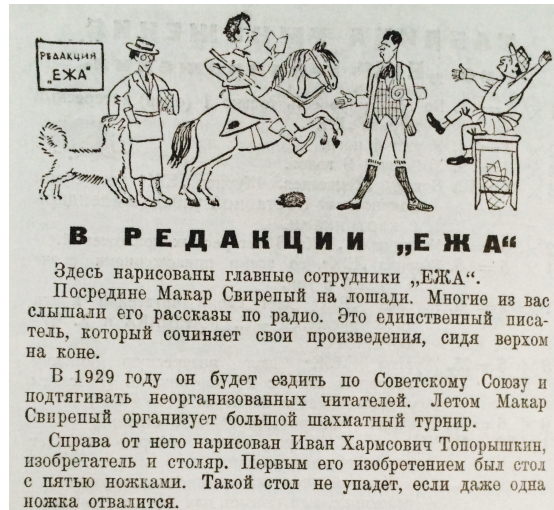 РЕДАКЦИЯ
„ЕЖА“
В РЕДАКЦИИ „ЕЖА“
Здесь нарисованы главные сотрудники „ЕЖА“.
Посредине Макар Свирепый на лошади. Многие из вас
слышали его рассказы по радио. Это единственный писа-
тель, который сочиняет свои произведения, сидя верхом
на коне.
В 1929 году он будет ездить по Советскому Союзу и
подтягивать неорганизованных читателей. Летом Макар
Свирепый организует большой шахматный турнир.
Справа от него нарисован Иван Хармсович Топорышкин,
изобретатель и столяр. Первым его изобретением был стол
с пятью ножками. Такой стол не упадет, если даже одна
ножка отвалится.